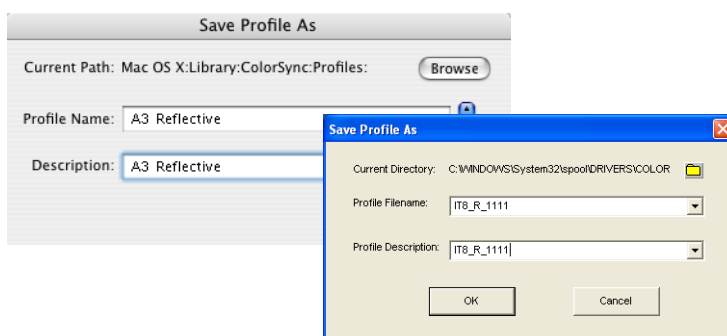 Save Profile As
Current Path: Mac OS X:Library:ColorSync:Profiles: Browse
Profile Name: A3 Reflective
Description: A3 Reflective
Save Profile As
Current Directory: C:\WINDOWS\System32\spool\DRIVERS\COLOR
Profile Filename: IT8_R_1111
Profile Description: IT8_R_1111
OK Cancel